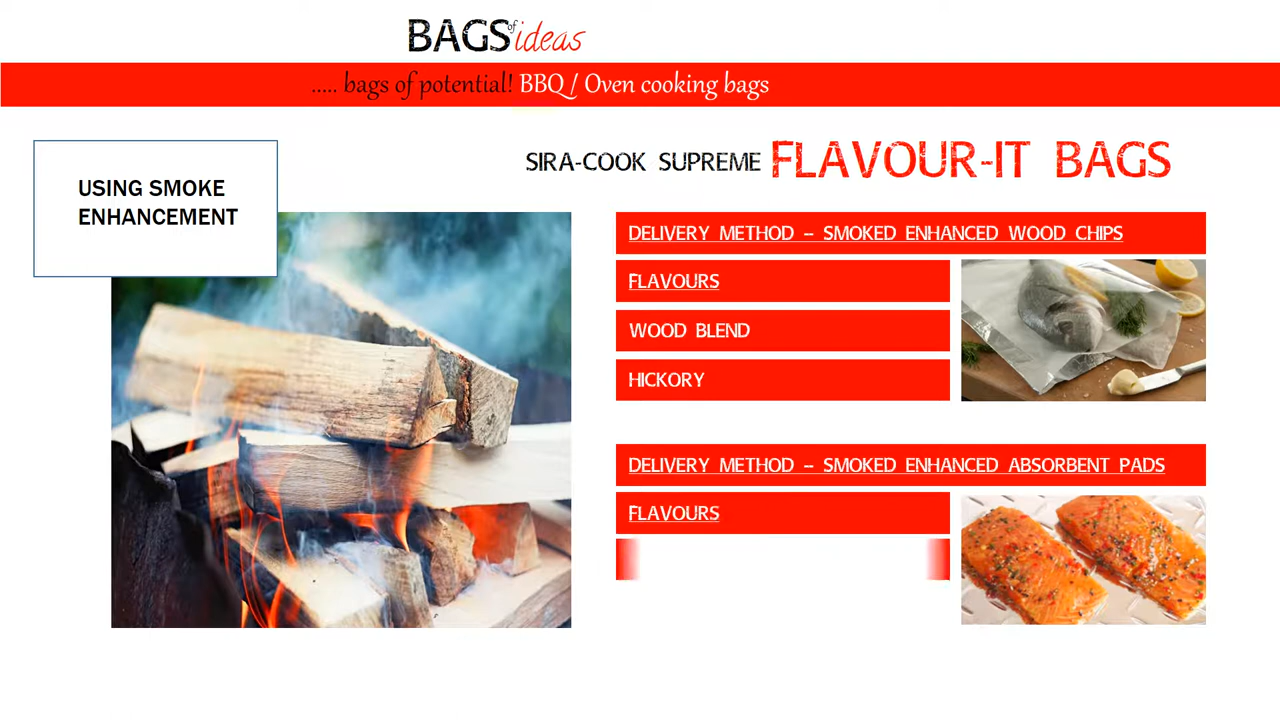 BAGS of ideas
..... bags of potential! BBQ / Oven cooking bags
USING SMOKE
ENHANCEMENT
SIRA-COOK SUPREME FLAVOUR-IT BAGS
DELIVERY METHOD – SMOKED ENHANCED WOOD CHIPS
FLAVOURS
WOOD BLEND
HICKORY
DELIVERY METHOD – SMOKED ENHANCED ABSORBENT PADS
FLAVOURS